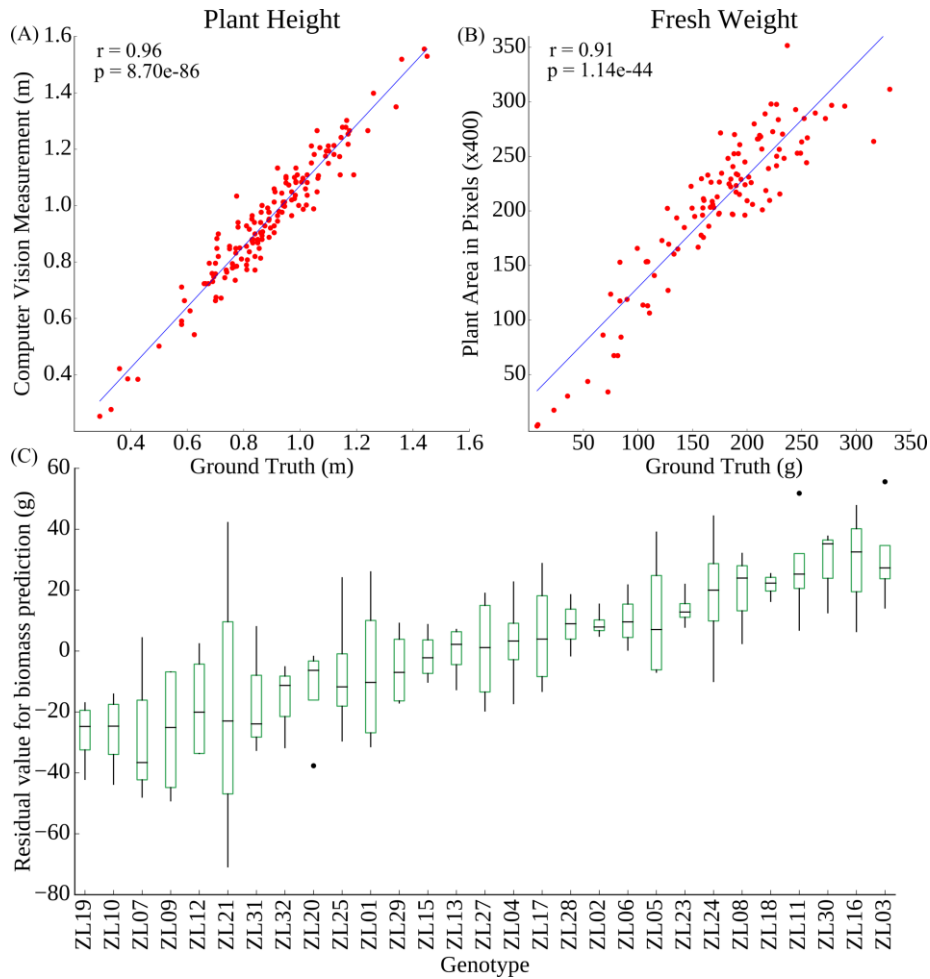 (A) Plant Height
r = 0.96
p = 8.70e-86
Computer Vision Measurement (m)
1.6
1.4
1.2
1.0
0.8
0.6
0.4
0.4 0.6 0.8 1.0 1.2 1.4 1.6
Ground Truth (m)
(B) Fresh Weight
r = 0.91
p = 1.14e-44
Plant Area in Pixels (x400)
350
300
250
200
150
100
50
50 100 150 200 250 300 350
Ground Truth (g)
(C)
Residual value for biomass prediction (g)
60
40
20
0
−20
−40
−60
−80
ZL19 ZL10 ZL07 ZL09 ZL12 ZL21 ZL31 ZL32 ZL20 ZL25 ZL01 ZL29 ZL15 ZL13 ZL27 ZL04 ZL17 ZL28 ZL02 ZL06 ZL05 ZL23 ZL24 ZL08 ZL18 ZL11 ZL30 ZL16 ZL03
Genotype